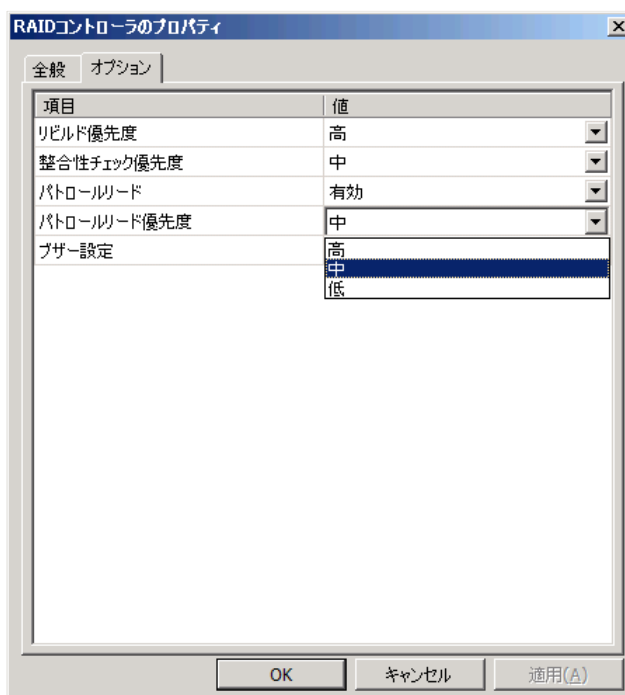 RAIDコントローラのプロパティ
全般 オプション
項目 値
リビルド優先度 高
整合性チェック優先度 中
パトロールリード 有効
パトロールリード優先度 中
ブザー設定
高
中
低
OK キャンセル 適用(A)